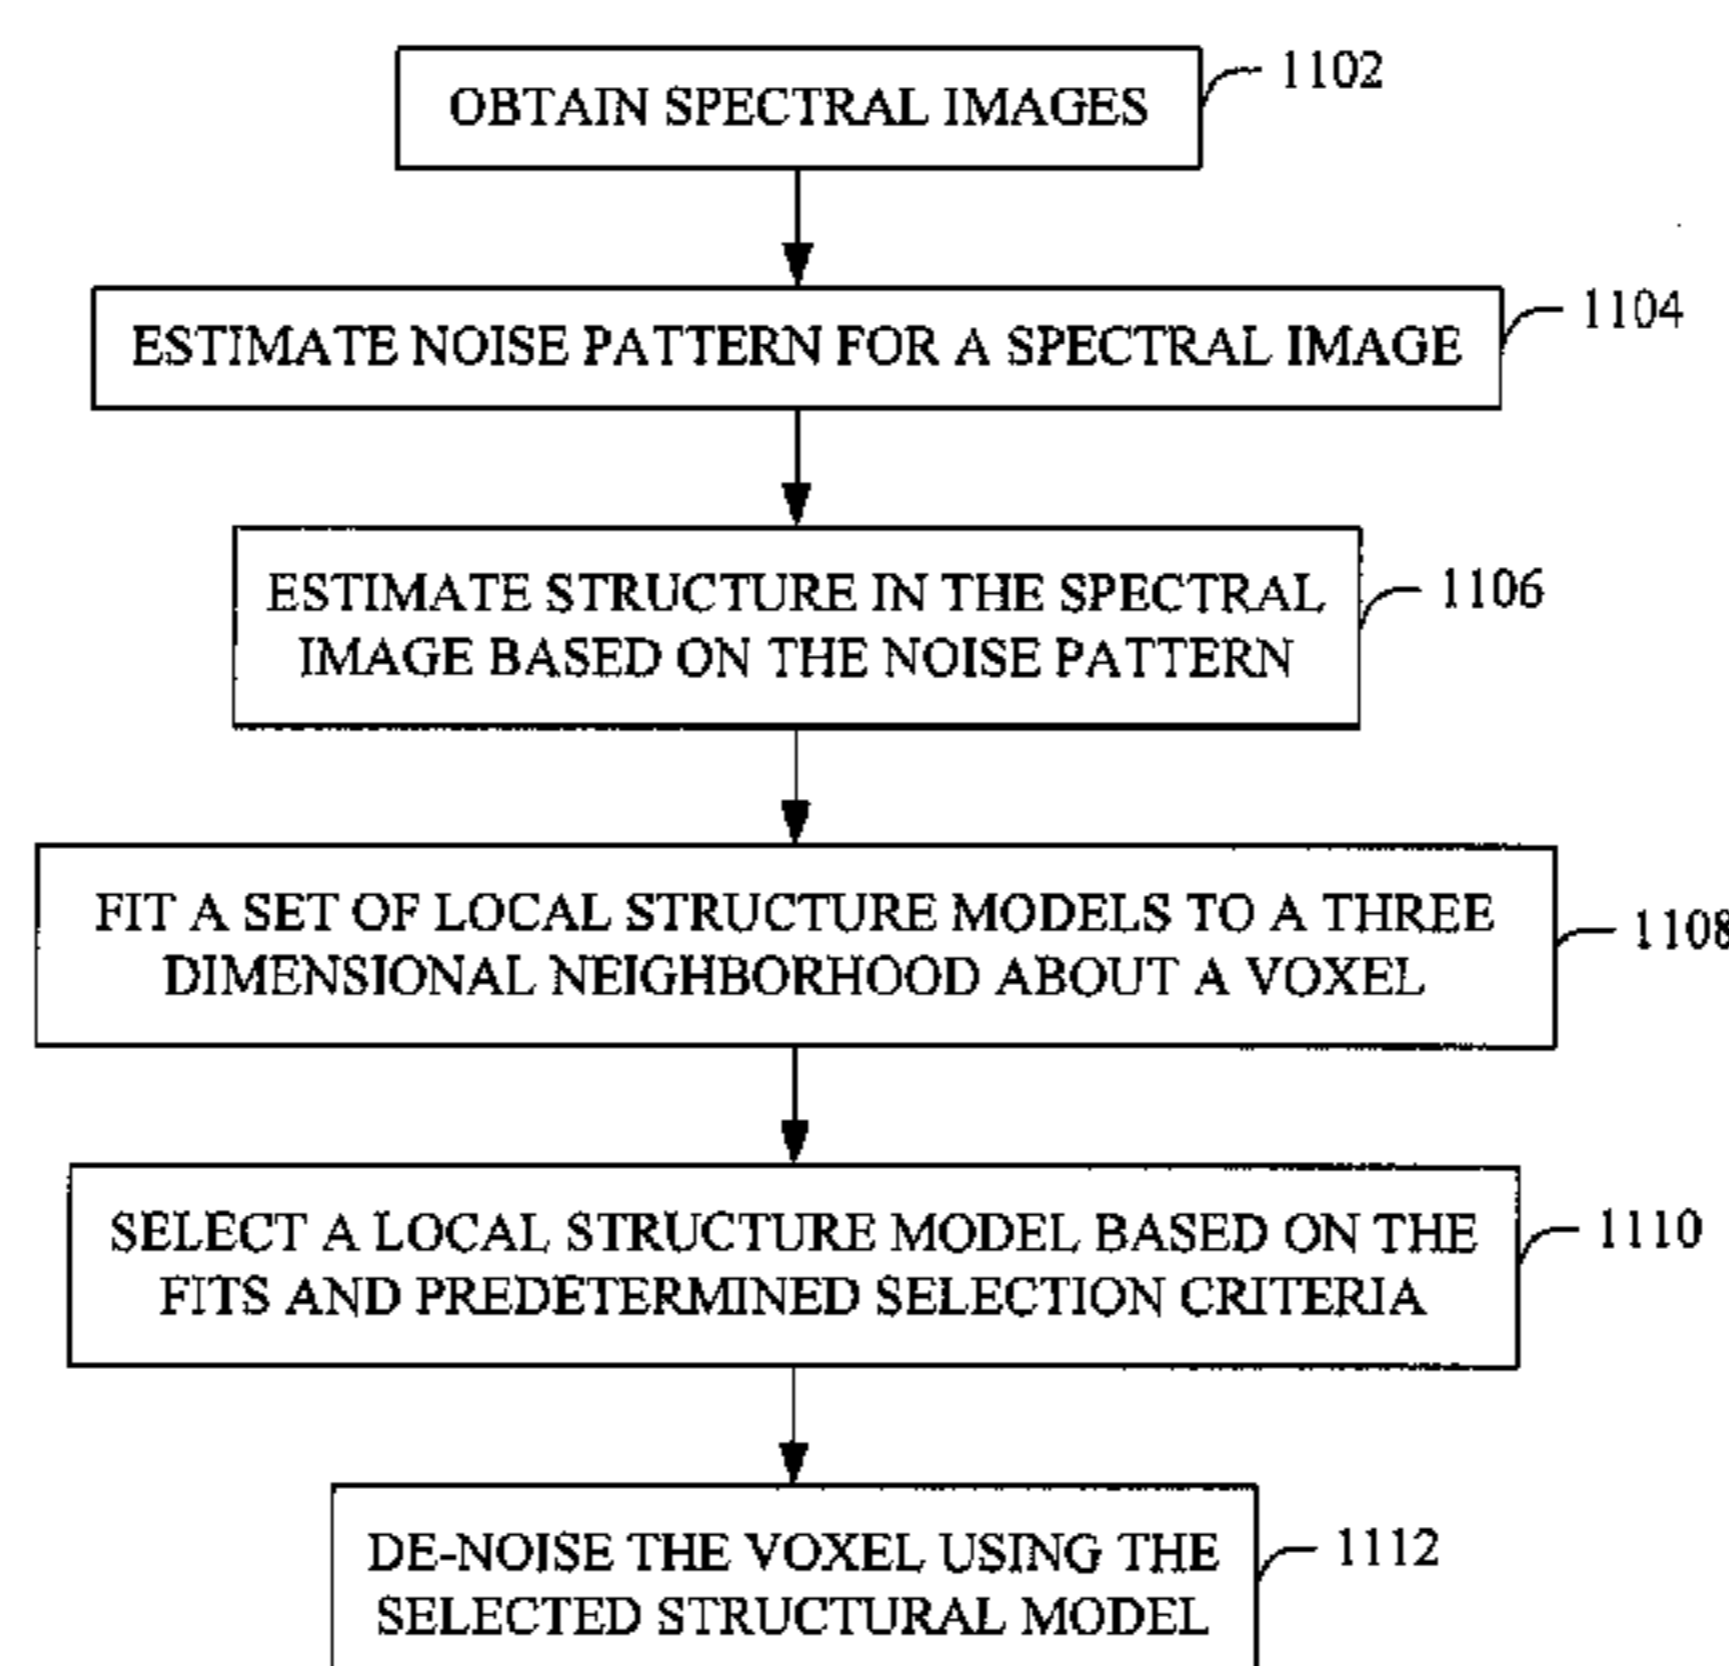 OBTAIN SPECTRAL IMAGES
1102
ESTIMATE NOISE PATTERN FOR A SPECTRAL IMAGE
1104
ESTIMATE STRUCTURE IN THE SPECTRAL
IMAGE BASED ON THE NOISE PATTERN
1106
FIT A SET OF LOCAL STRUCTURE MODELS TO A THREE
DIMENSIONAL NEIGHBORHOOD ABOUT A VOXEL
1108
SELECT A LOCAL STRUCTURE MODEL BASED ON THE
FITS AND PREDETERMINED SELECTION CRITERIA
1110
DE-NOISE THE VOXEL USING THE
SELECTED STRUCTURAL MODEL
1112